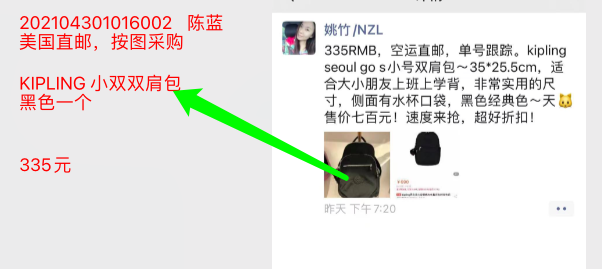 202104301016002 陈蓝
美国直邮，按图采购
KIPLING 小双双肩包
黑色一个
335元
姚竹/NZL
335RMB，空运直邮，单号跟踪。kipling
seoul go s小号双肩包～35*25.5cm，适
合大小朋友上班上学背，非常实用的尺
寸，侧面有水杯口袋，黑色经典色～天🐱
售价七百元！速度来抢，超好折扣！
昨天 下午7:20